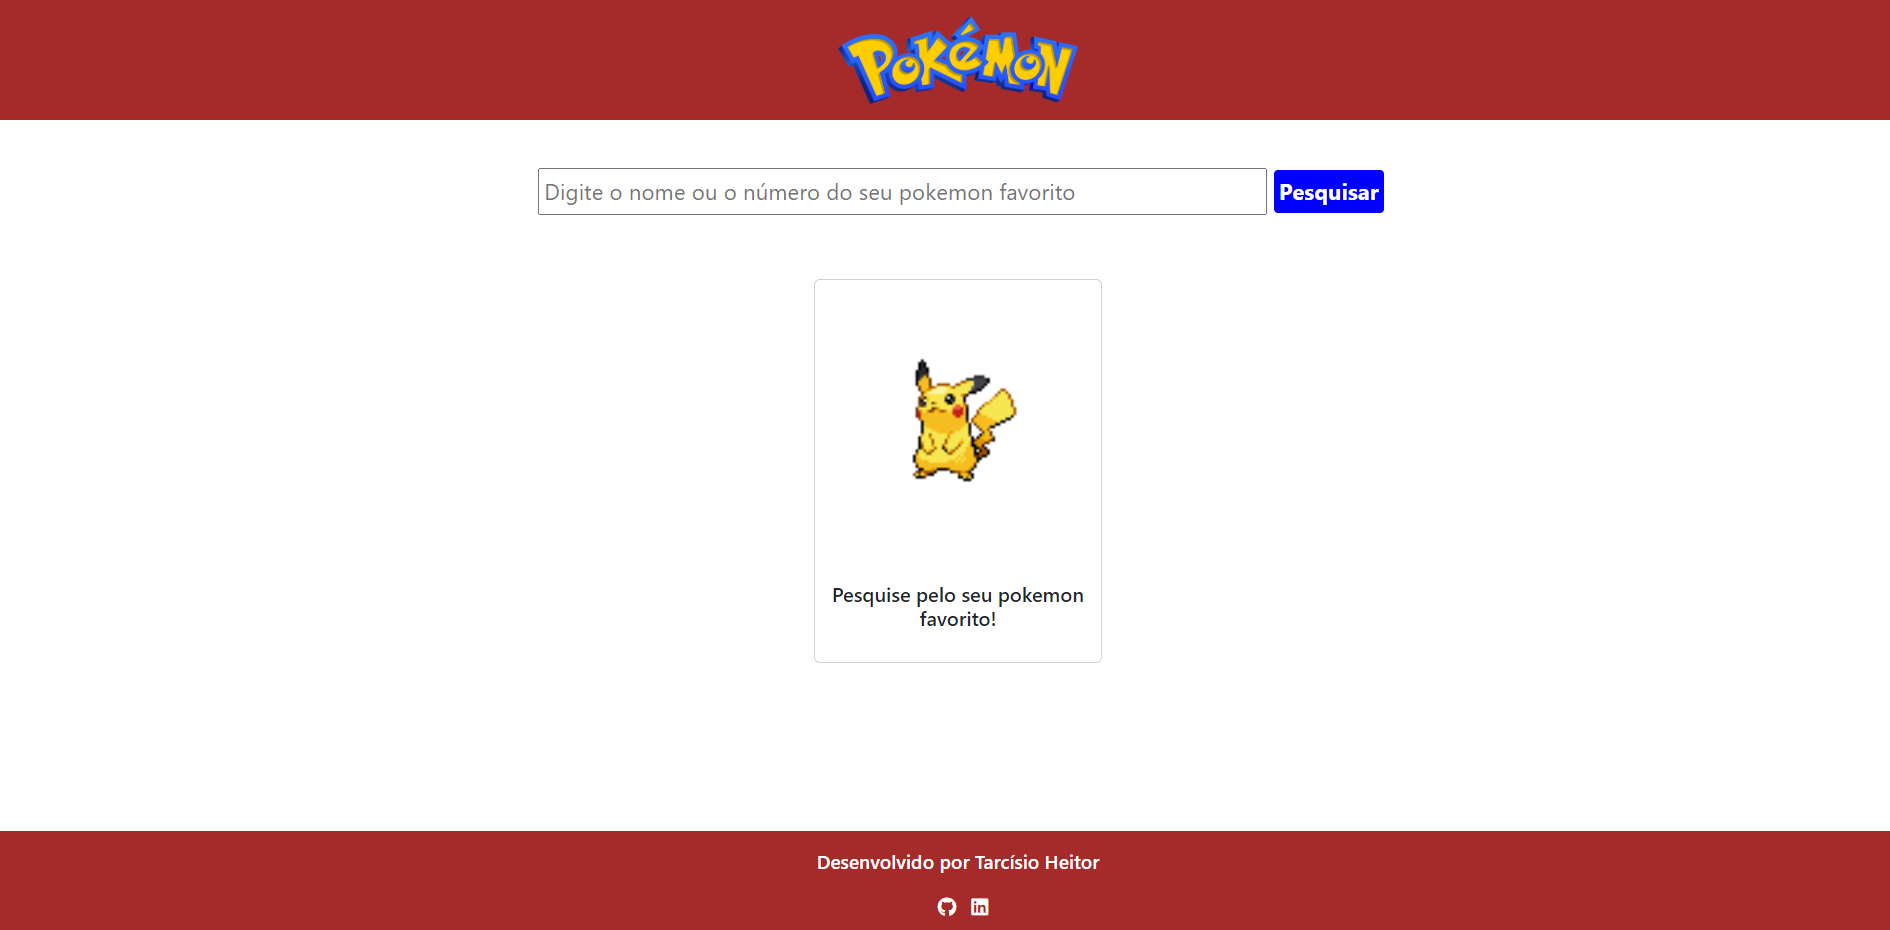 Pokémon
Digite o nome ou o número do seu pokemon favorito
Pesquisar
Pesquise pelo seu pokemon
favorito!
Desenvolvido por Tarcísio Heitor
in